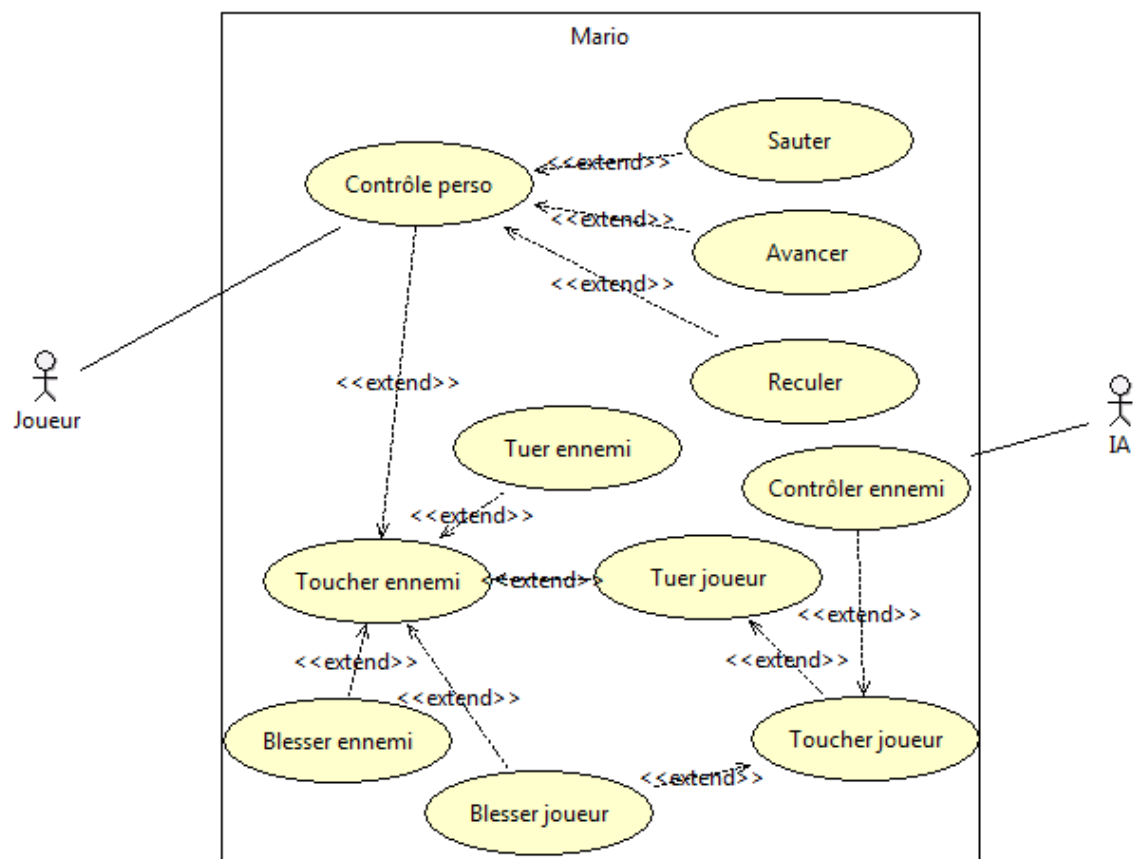 Mario
Sauter
<<extend>>
Contrôle perso
<<extend>>
Avancer
<<extend>>
Reculer
<<extend>>
Joueur
IA
Tuer ennemi
Contrôler ennemi
<<extend>>
Toucher ennemi
<<extend>>
Tuer joueur
<<extend>>
<<extend>>
<<extend>>
<<extend>>
Blesser ennemi
Toucher joueur
<<extend>>
Blesser joueur